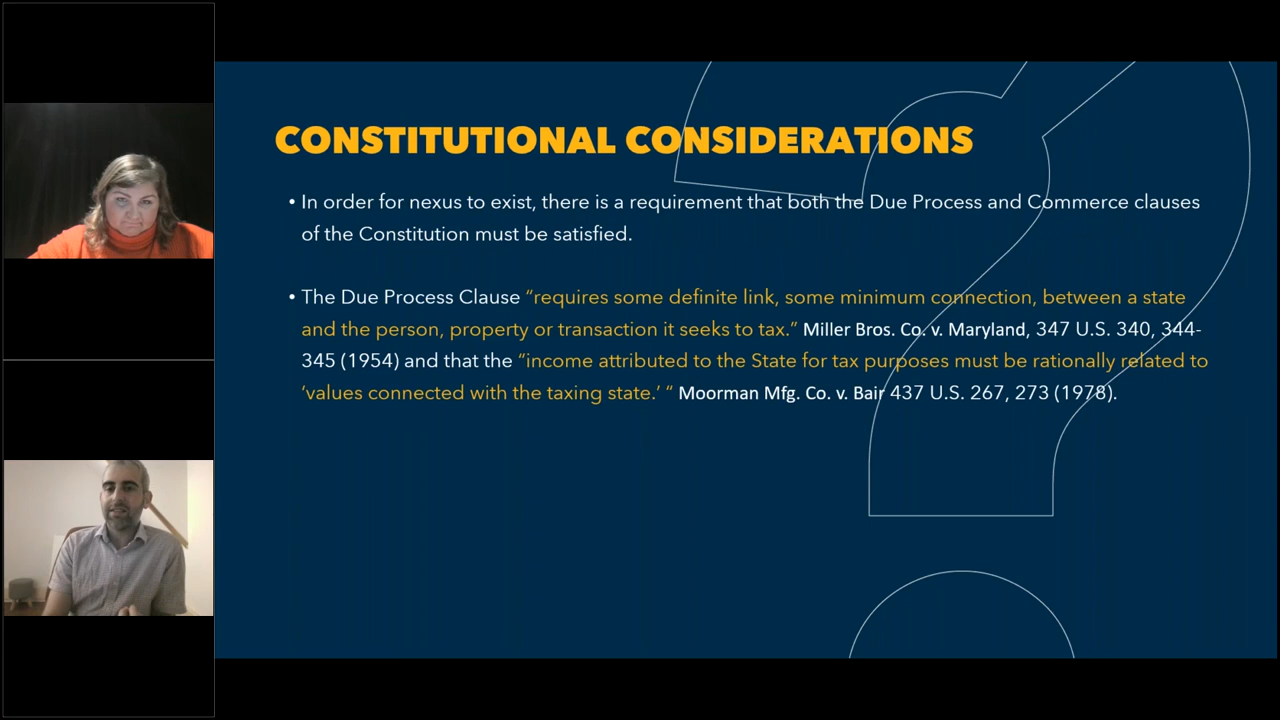 CONSTITUTIONAL CONSIDERATIONS
• In order for nexus to exist, there is a requirement that both the Due Process and Commerce clauses
of the Constitution must be satisfied.
• The Due Process Clause “requires some definite link, some minimum connection, between a state
and the person, property or transaction it seeks to tax.” Miller Bros. Co. v. Maryland, 347 U.S. 340, 344-
345 (1954) and that the “income attributed to the State for tax purposes must be rationally related to
‘values connected with the taxing state.’ “ Moorman Mfg. Co. v. Bair 437 U.S. 267, 273 (1978).